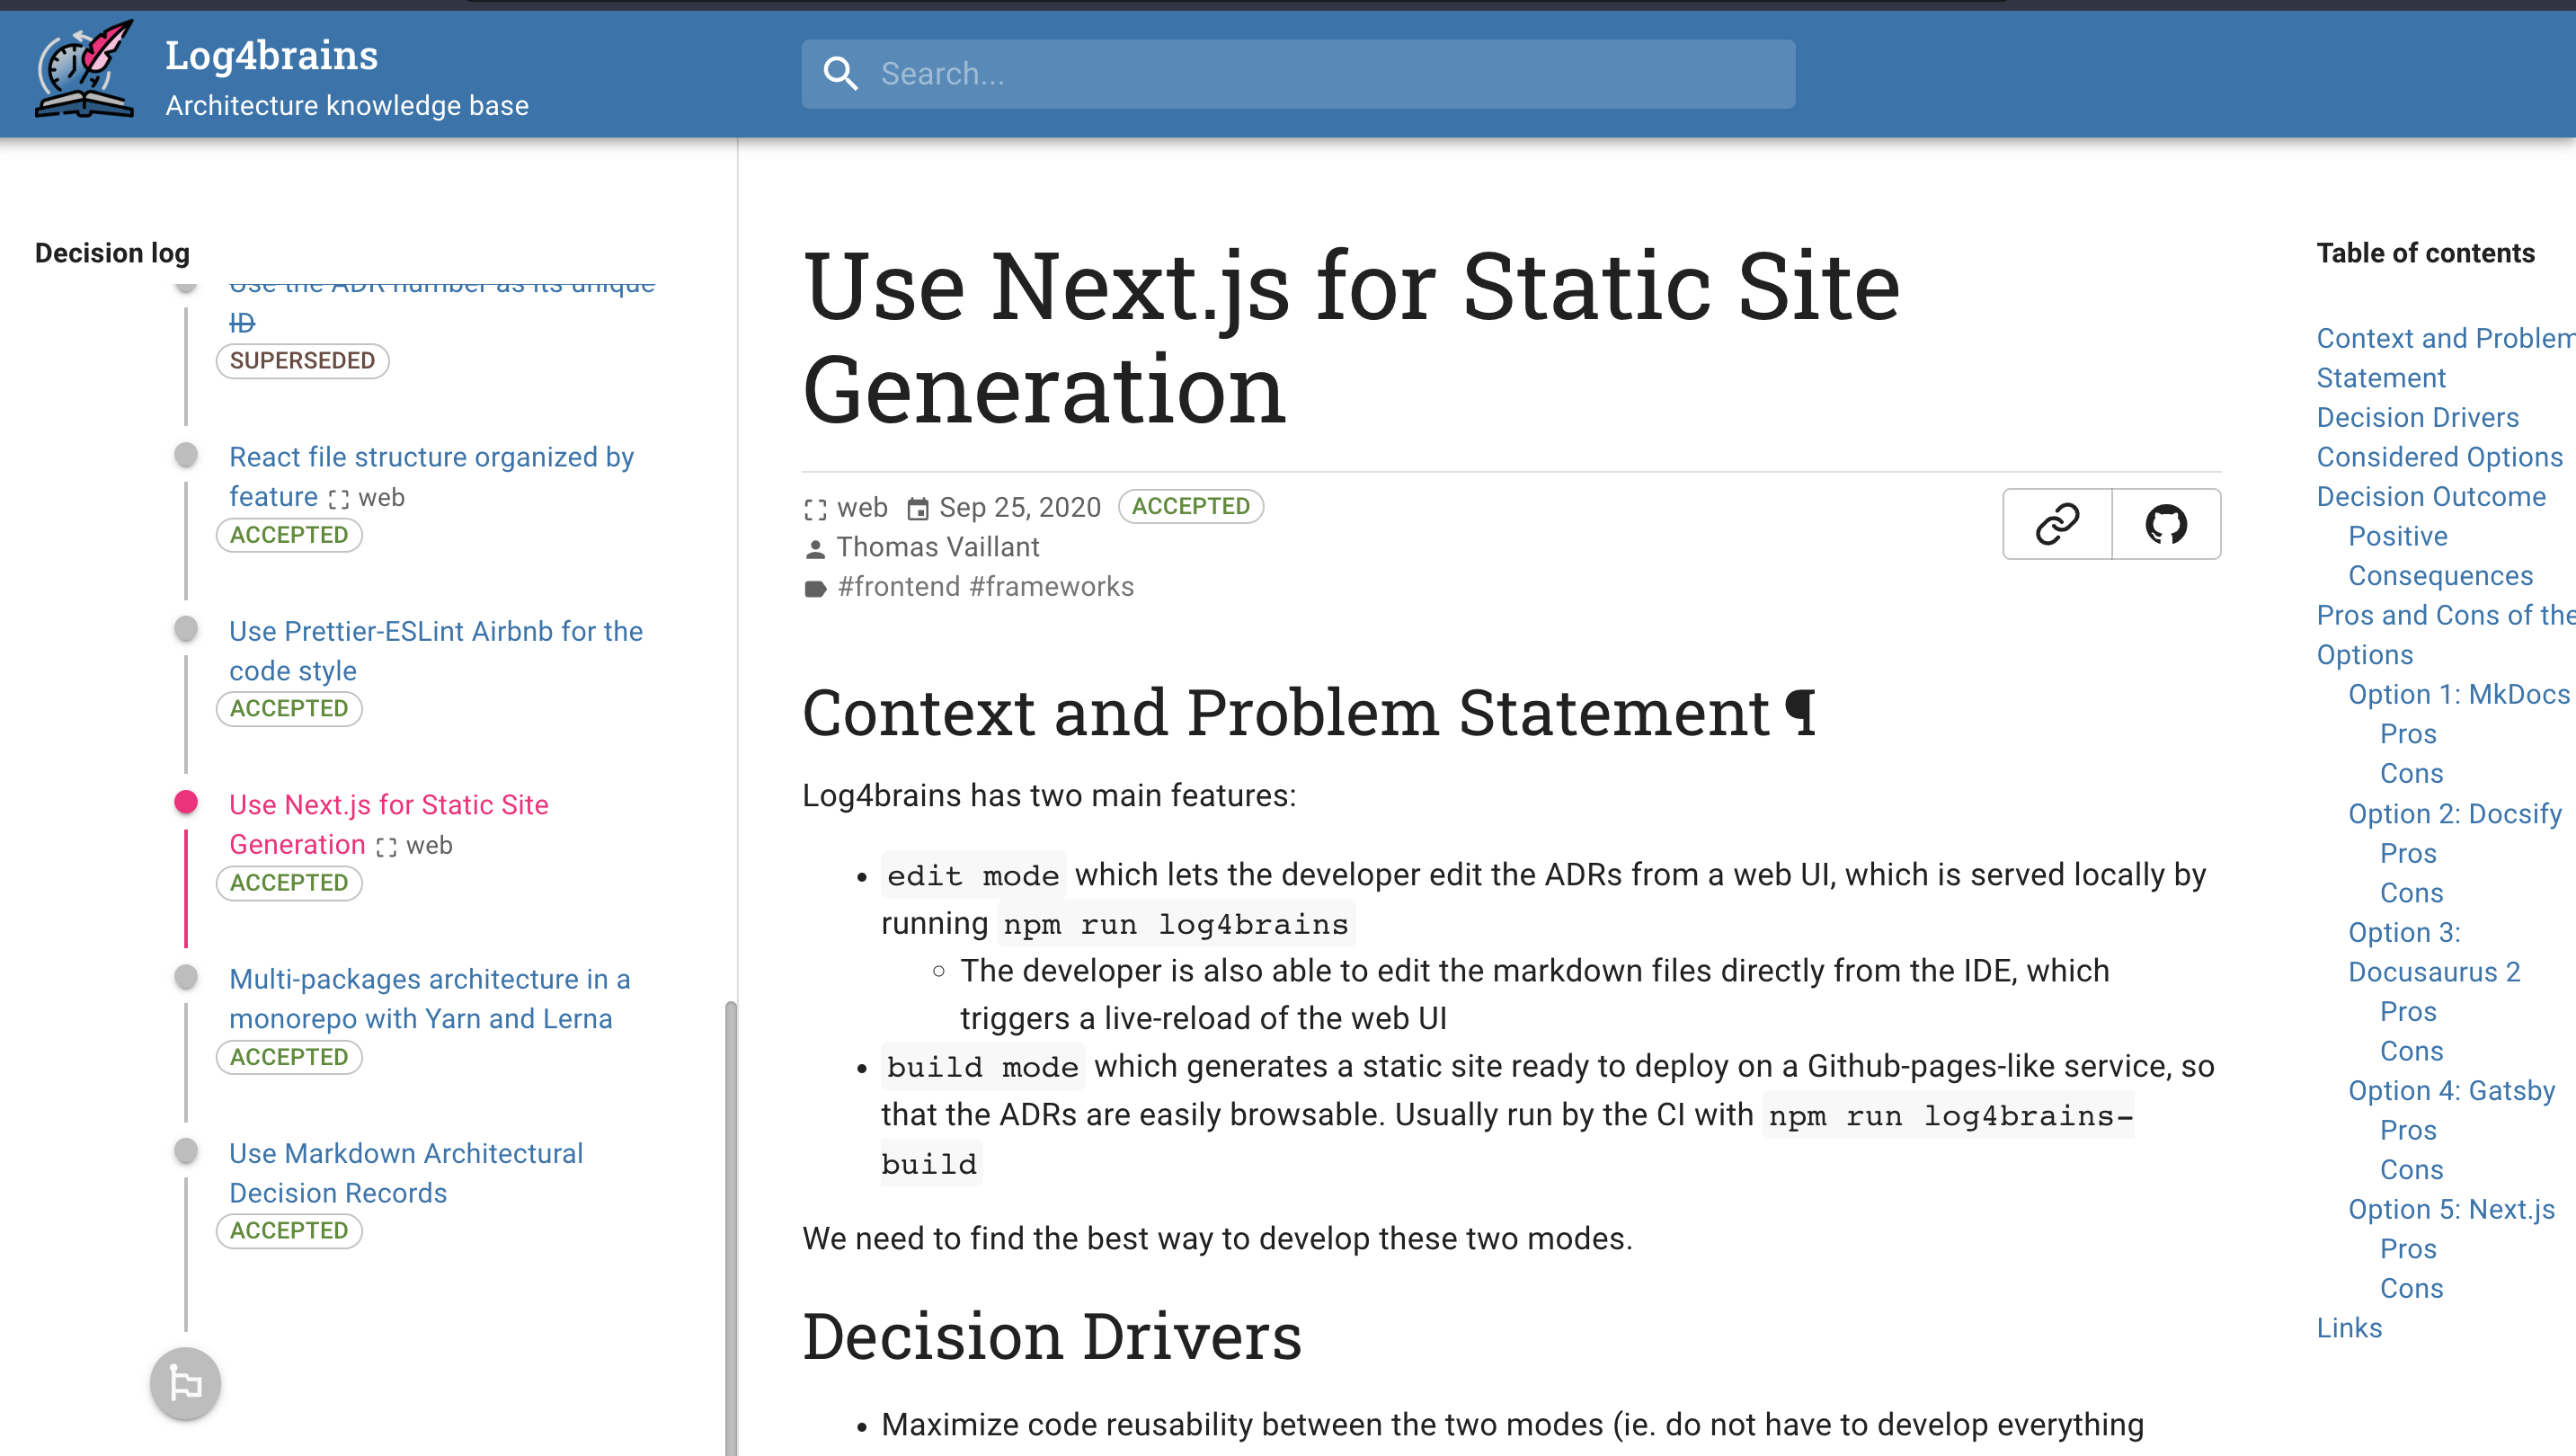 Log4brains
Architecture knowledge base
Search...
Decision log
Use the ADR number as its unique
ID
SUPERSEDED
React file structure organized by
feature web
ACCEPTED
Use Prettier-ESLint Airbnb for the
code style
ACCEPTED
Use Next.js for Static Site
Generation web
ACCEPTED
Multi-packages architecture in a
monorepo with Yarn and Lerna
ACCEPTED
Use Markdown Architectural
Decision Records
ACCEPTED
Use Next.js for Static Site
Generation
web Sep 25, 2020 ACCEPTED
Thomas Vaillant
#frontend #frameworks
Context and Problem Statement ¶
Log4brains has two main features:
• edit mode which lets the developer edit the ADRs from a web UI, which is served locally by
running npm run log4brains
◦ The developer is also able to edit the markdown files directly from the IDE, which
triggers a live-reload of the web UI
• build mode which generates a static site ready to deploy on a Github-pages-like service, so
that the ADRs are easily browsable. Usually run by the CI with npm run log4brains-
build
We need to find the best way to develop these two modes.
Decision Drivers
• Maximize code reusability between the two modes (ie. do not have to develop everything
Table of contents
Context and Problem
Statement
Decision Drivers
Considered Options
Decision Outcome
Positive
Consequences
Pros and Cons of the
Options
Option 1: MkDocs
Pros
Cons
Option 2: Docsify
Pros
Cons
Option 3:
Docusaurus 2
Pros
Cons
Option 4: Gatsby
Pros
Cons
Option 5: Next.js
Pros
Cons
Links